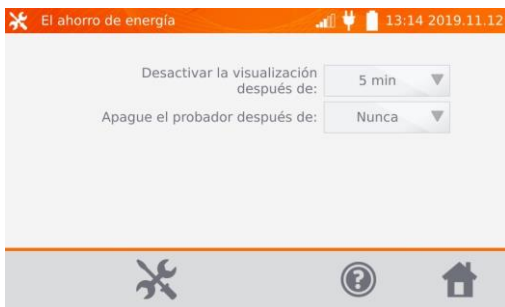 El ahorro de energía
13:14 2019.11.12
Desactivar la visualización
después de:
5 min
Apague el probador después de:
Nunca
?